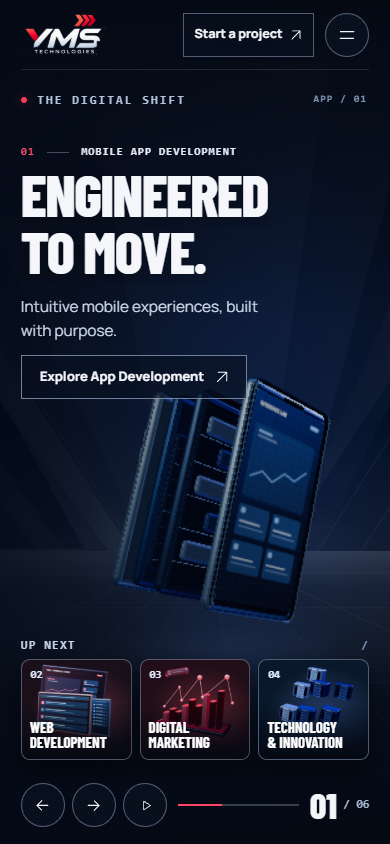 YMS
TECHNOLOGIES
Start a project
THE DIGITAL SHIFT
APP / 01
01
MOBILE APP DEVELOPMENT
ENGINEERED
TO MOVE.
Intuitive mobile experiences, built
with purpose.
Explore App Development
UP NEXT
/
02
WEB
DEVELOPMENT
03
DIGITAL
MARKETING
04
TECHNOLOGY
& INNOVATION
01 / 06